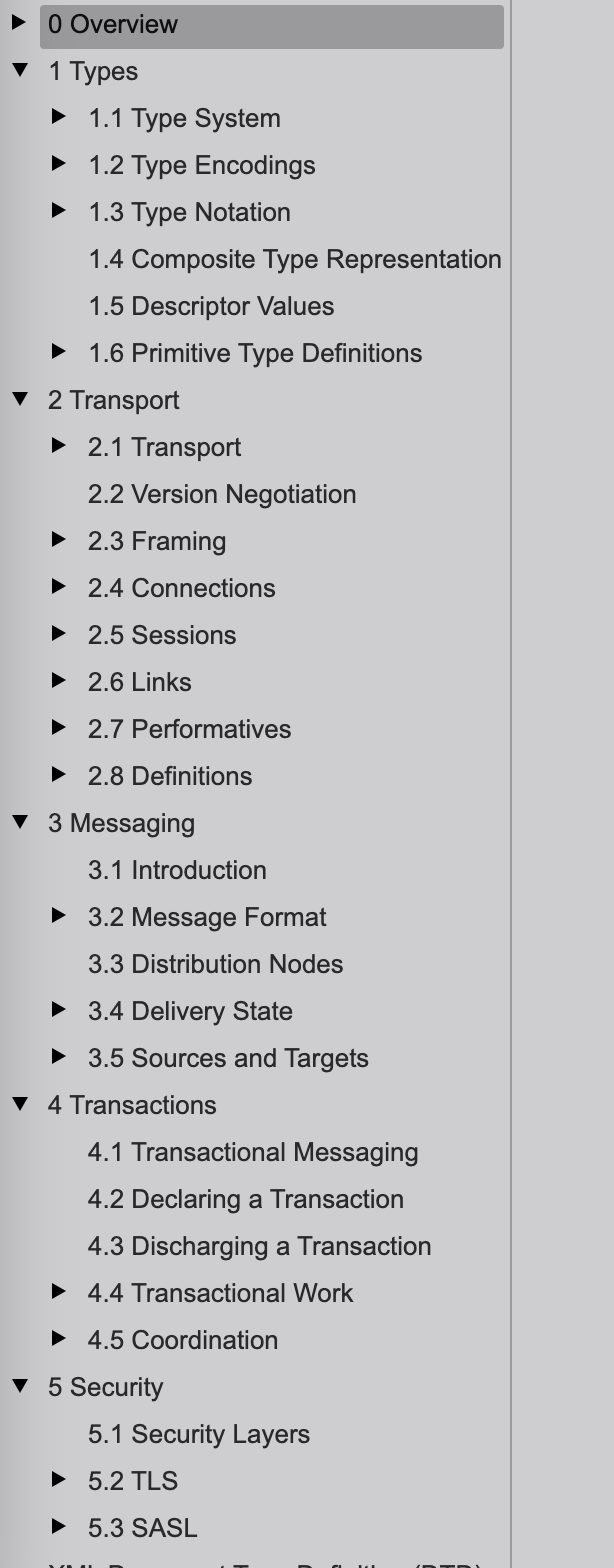 0 Overview
1 Types
1.1 Type System
1.2 Type Encodings
1.3 Type Notation
1.4 Composite Type Representation
1.5 Descriptor Values
1.6 Primitive Type Definitions
2 Transport
2.1 Transport
2.2 Version Negotiation
2.3 Framing
2.4 Connections
2.5 Sessions
2.6 Links
2.7 Performatives
2.8 Definitions
3 Messaging
3.1 Introduction
3.2 Message Format
3.3 Distribution Nodes
3.4 Delivery State
3.5 Sources and Targets
4 Transactions
4.1 Transactional Messaging
4.2 Declaring a Transaction
4.3 Discharging a Transaction
4.4 Transactional Work
4.5 Coordination
5 Security
5.1 Security Layers
5.2 TLS
5.3 SASL
XML Document Type Definition (DTD)